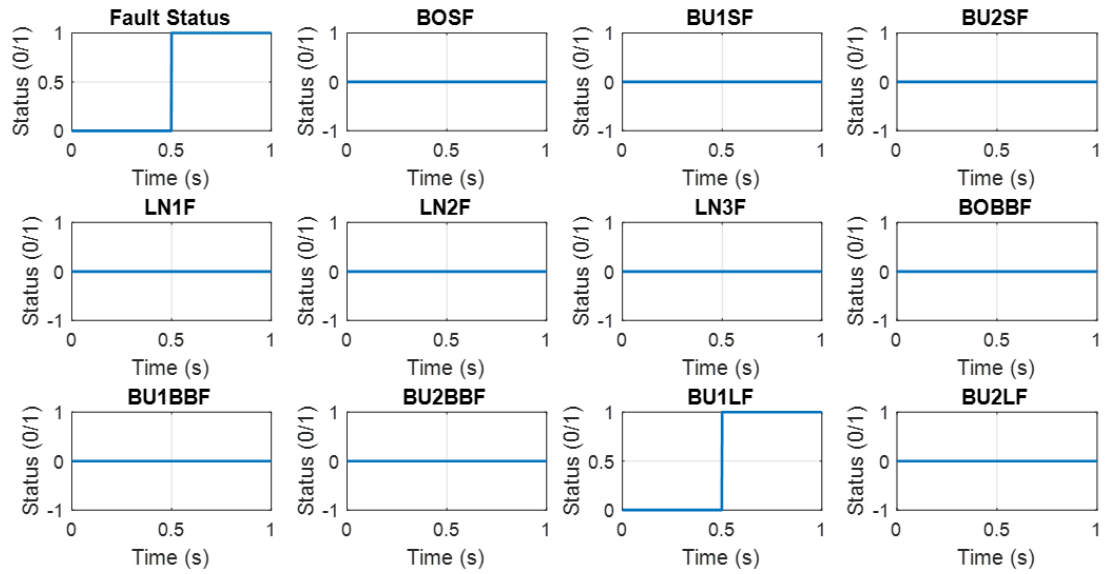 Fault Status BOSF BU1SF BU2SF
Status (0/1) Status (0/1) Status (0/1) Status (0/1)
1 1 1 1
0.5 0 0 0
0 -1 -1 -1
0 0.5 1 0 0.5 1 0 0.5 1 0 0.5 1
Time (s) Time (s) Time (s) Time (s)
LN1F LN2F LN3F BOBBF
Status (0/1) Status (0/1) Status (0/1) Status (0/1)
1 1 1 1
0 0 0 0
-1 -1 -1 -1
0 0.5 1 0 0.5 1 0 0.5 1 0 0.5 1
Time (s) Time (s) Time (s) Time (s)
BU1BBF BU2BBF BU1LF BU2LF
Status (0/1) Status (0/1) Status (0/1) Status (0/1)
1 1 1 1
0 0 0.5 0
-1 -1 0 -1
0 0.5 1 0 0.5 1 0 0.5 1 0 0.5 1
Time (s) Time (s) Time (s) Time (s)